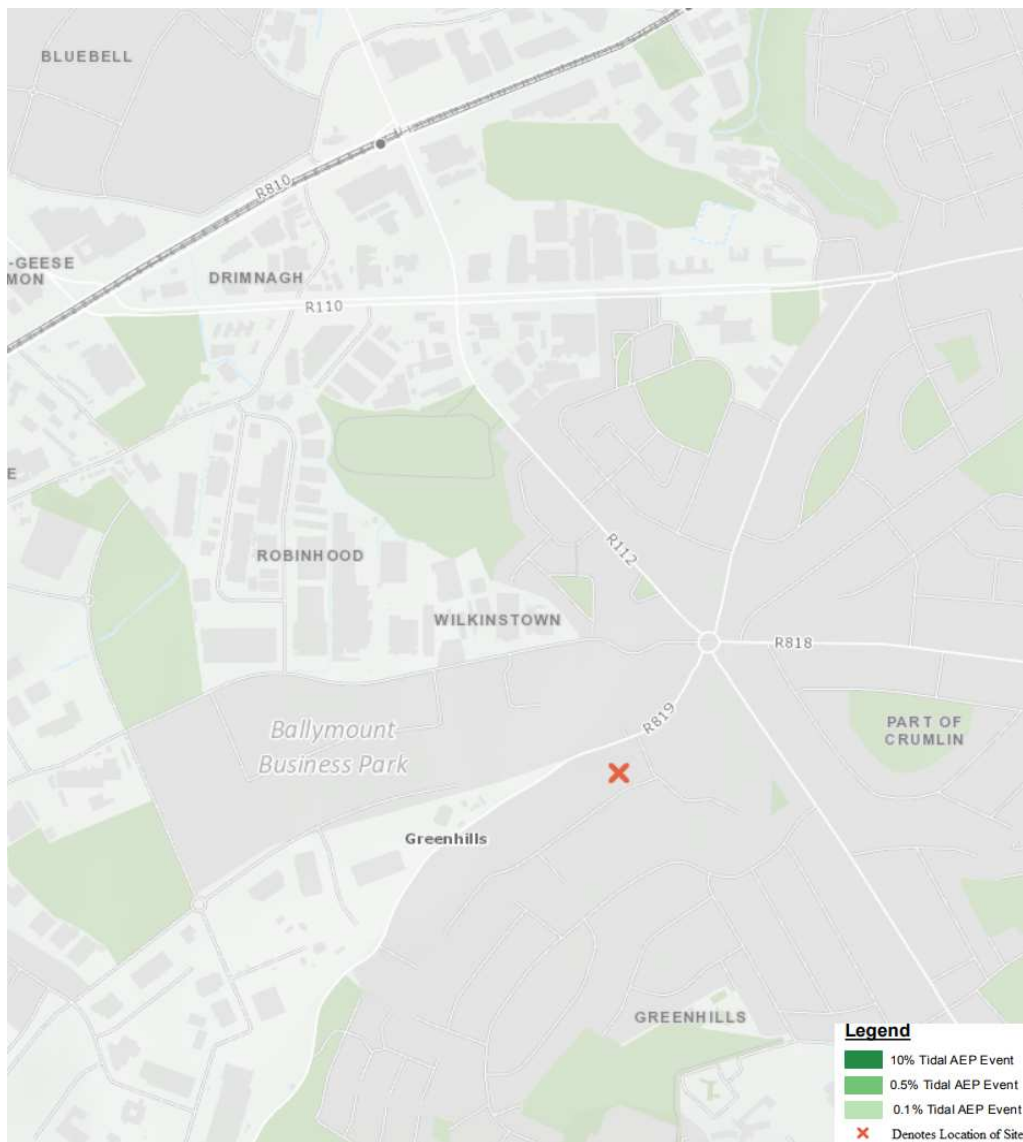 BLUEBELL
R810
-GEESE
MON
DRIMNAGH
R110
E
ROBINHOOD
R112
WILKINSTOWN
R818
R819
Ballymount
Business Park
PART OF
CRUMLIN
Greenhills
GREENHILLS
Legend
10% Tidal AEP Event
0.5% Tidal AEP Event
0.1% Tidal AEP Event
Denotes Location of Site